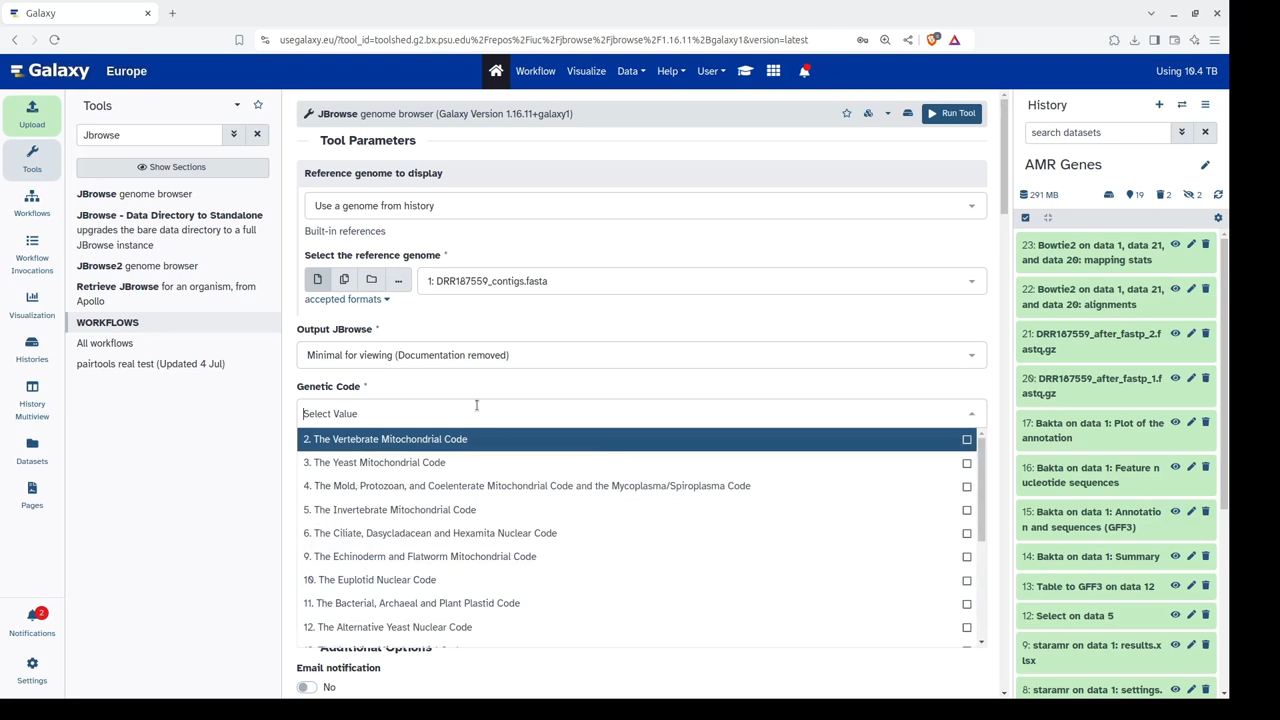 Galaxy
usegalaxy.eu/?tool_id=toolshed.g2.bx.psu.edu%2Frepos%2Fiuc%2Fjbrowse%2Fjbrowse%2F1.16.11%2Bgalaxy1&version=latest
Galaxy Europe Workflow Visualize Data Help User Using 10.4 TB
Upload
Tools
Workflows
Workflow
Invocations
Visualization
Histories
History
Multiview
Datasets
Pages
2
Notifications
Settings
Tools
Jbrowse
Show Sections
JBrowse genome browser
JBrowse - Data Directory to Standalone
upgrades the bare data directory to a full
JBrowse instance
JBrowse2 genome browser
Retrieve JBrowse for an organism, from
Apollo
WORKFLOWS
All workflows
pairtools real test (Updated 4 Jul)
JBrowse genome browser (Galaxy Version 1.16.11+galaxy1)
Run Tool
Tool Parameters
Reference genome to display
Use a genome from history
Built-in references
Select the reference genome *
1: DRR187559_contigs.fasta
accepted formats
Output JBrowse *
Minimal for viewing (Documentation removed)
Genetic Code *
Select Value
2. The Vertebrate Mitochondrial Code
3. The Yeast Mitochondrial Code
4. The Mold, Protozoan, and Coelenterate Mitochondrial Code and the Mycoplasma/Spiroplasma Code
5. The Invertebrate Mitochondrial Code
6. The Ciliate, Dasycladacean and Hexamita Nuclear Code
9. The Echinoderm and Flatworm Mitochondrial Code
10. The Euplotid Nuclear Code
11. The Bacterial, Archaeal and Plant Plastid Code
12. The Alternative Yeast Nuclear Code
Additional Options
Email notification
No
History
search datasets
AMR Genes
291 MB 19 2 2
23: Bowtie2 on data 1, data 21,
and data 20: mapping stats
22: Bowtie2 on data 1, data 21,
and data 20: alignments
21: DRR187559_after_fastp_2.f
astq.gz
20: DRR187559_after_fastp_1.f
astq.gz
17: Bakta on data 1: Plot of the
annotation
16: Bakta on data 1: Feature n
ucleotide sequences
15: Bakta on data 1: Annotatio
n and sequences (GFF3)
14: Bakta on data 1: Summary
13: Table to GFF3 on data 12
12: Select on data 5
9: staramr on data 1: results.x
lsx
8: staramr on data 1: settings.